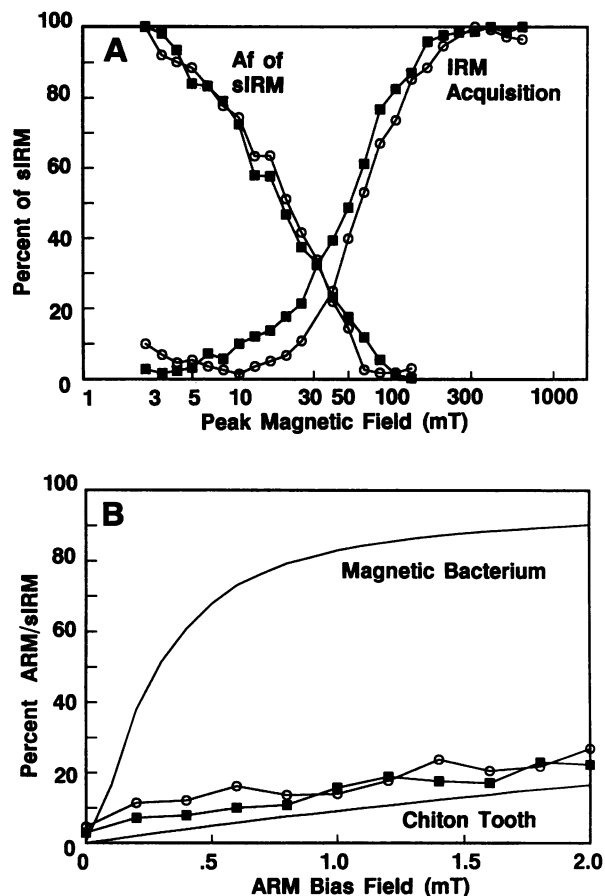 A
Af of
sIRM
IRM
Acquisition
Percent of sIRM
100
80
60
40
20
0
1 3 5 10 30 50 100 300 1000
Peak Magnetic Field (mT)
B
Magnetic Bacterium
Chiton Tooth
Percent ARM/sIRM
100
80
60
40
20
0
0 .5 1.0 1.5 2.0
ARM Bias Field (mT)